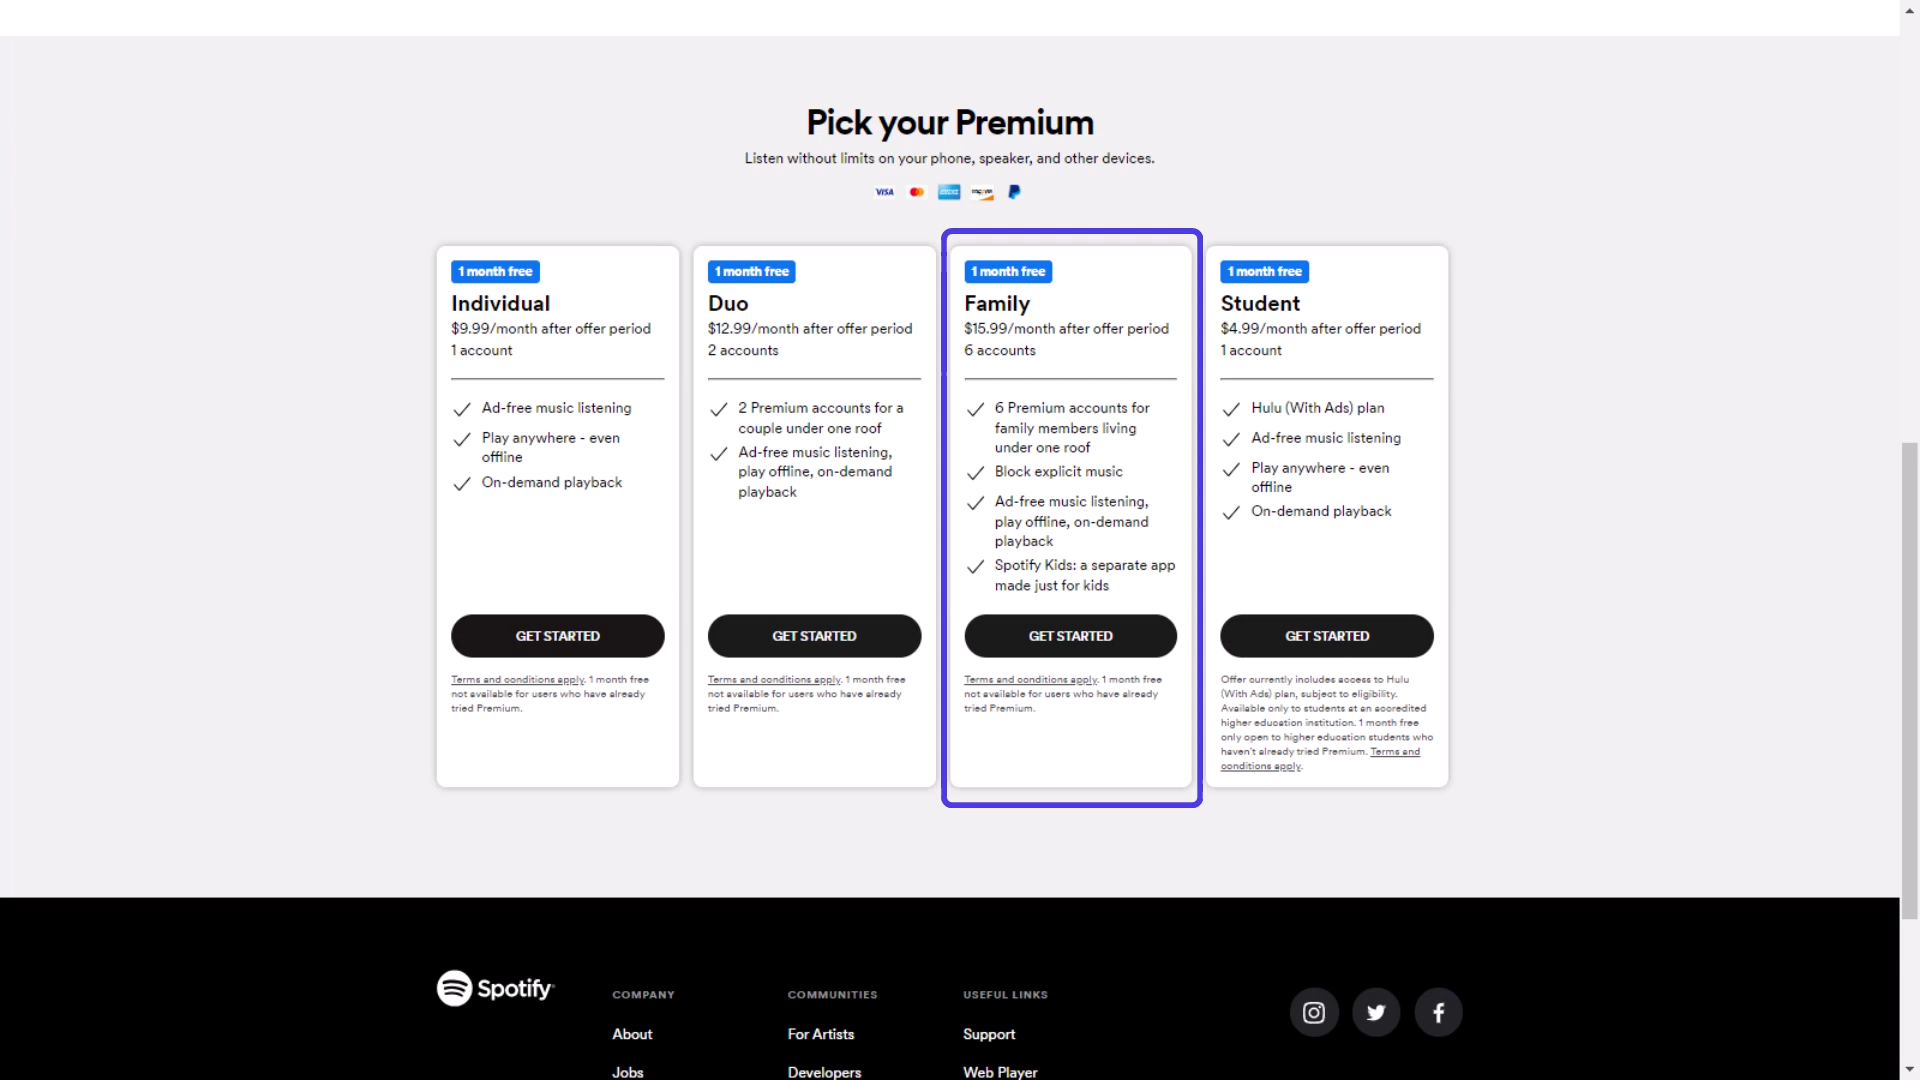 Pick your Premium
Listen without limits on your phone, speaker, and other devices.
VISA
1 month free
Individual
$9.99/month after offer period
1 account
Ad-free music listening
Play anywhere - even
offline
On-demand playback
GET STARTED
Terms and conditions apply. 1 month free
not available for users who have already
tried Premium.
1 month free
Duo
$12.99/month after offer period
2 accounts
2 Premium accounts for a
couple under one roof
Ad-free music listening,
play offline, on-demand
playback
GET STARTED
Terms and conditions apply. 1 month free
not available for users who have already
tried Premium.
1 month free
Family
$15.99/month after offer period
6 accounts
6 Premium accounts for
family members living
under one roof
Block explicit music
Ad-free music listening,
play offline, on-demand
playback
Spotify Kids: a separate app
made just for kids
GET STARTED
Terms and conditions apply. 1 month free
not available for users who have already
tried Premium.
1 month free
Student
$4.99/month after offer period
1 account
Hulu (With Ads) plan
Ad-free music listening
Play anywhere - even
offline
On-demand playback
GET STARTED
Offer currently includes access to Hulu
(With Ads) plan, subject to eligibility.
Available only to students at an accredited
higher education institution. 1 month free
only open to higher education students who
haven't already tried Premium. Terms and
conditions apply.
Spotify
COMPANY
About
Jobs
COMMUNITIES
For Artists
Developers
USEFUL LINKS
Support
Web Player